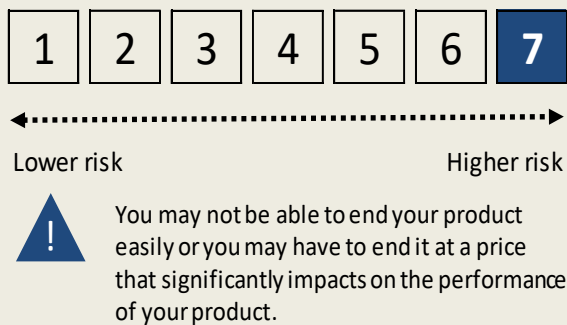 1 2 3 4 5 6 7
Lower risk Higher risk
!
You may not be able to end your product
easily or you may have to end it at a price
that significantly impacts on the performance
of your product.